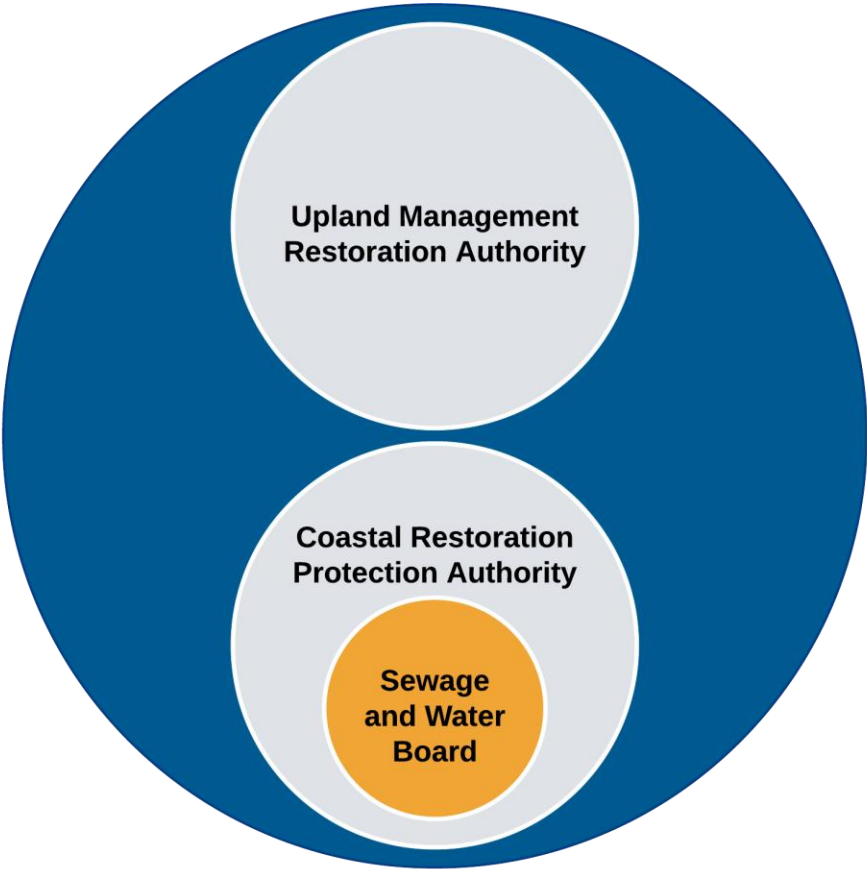 Upland Management
Restoration Authority
Coastal Restoration
Protection Authority
Sewage
and Water
Board